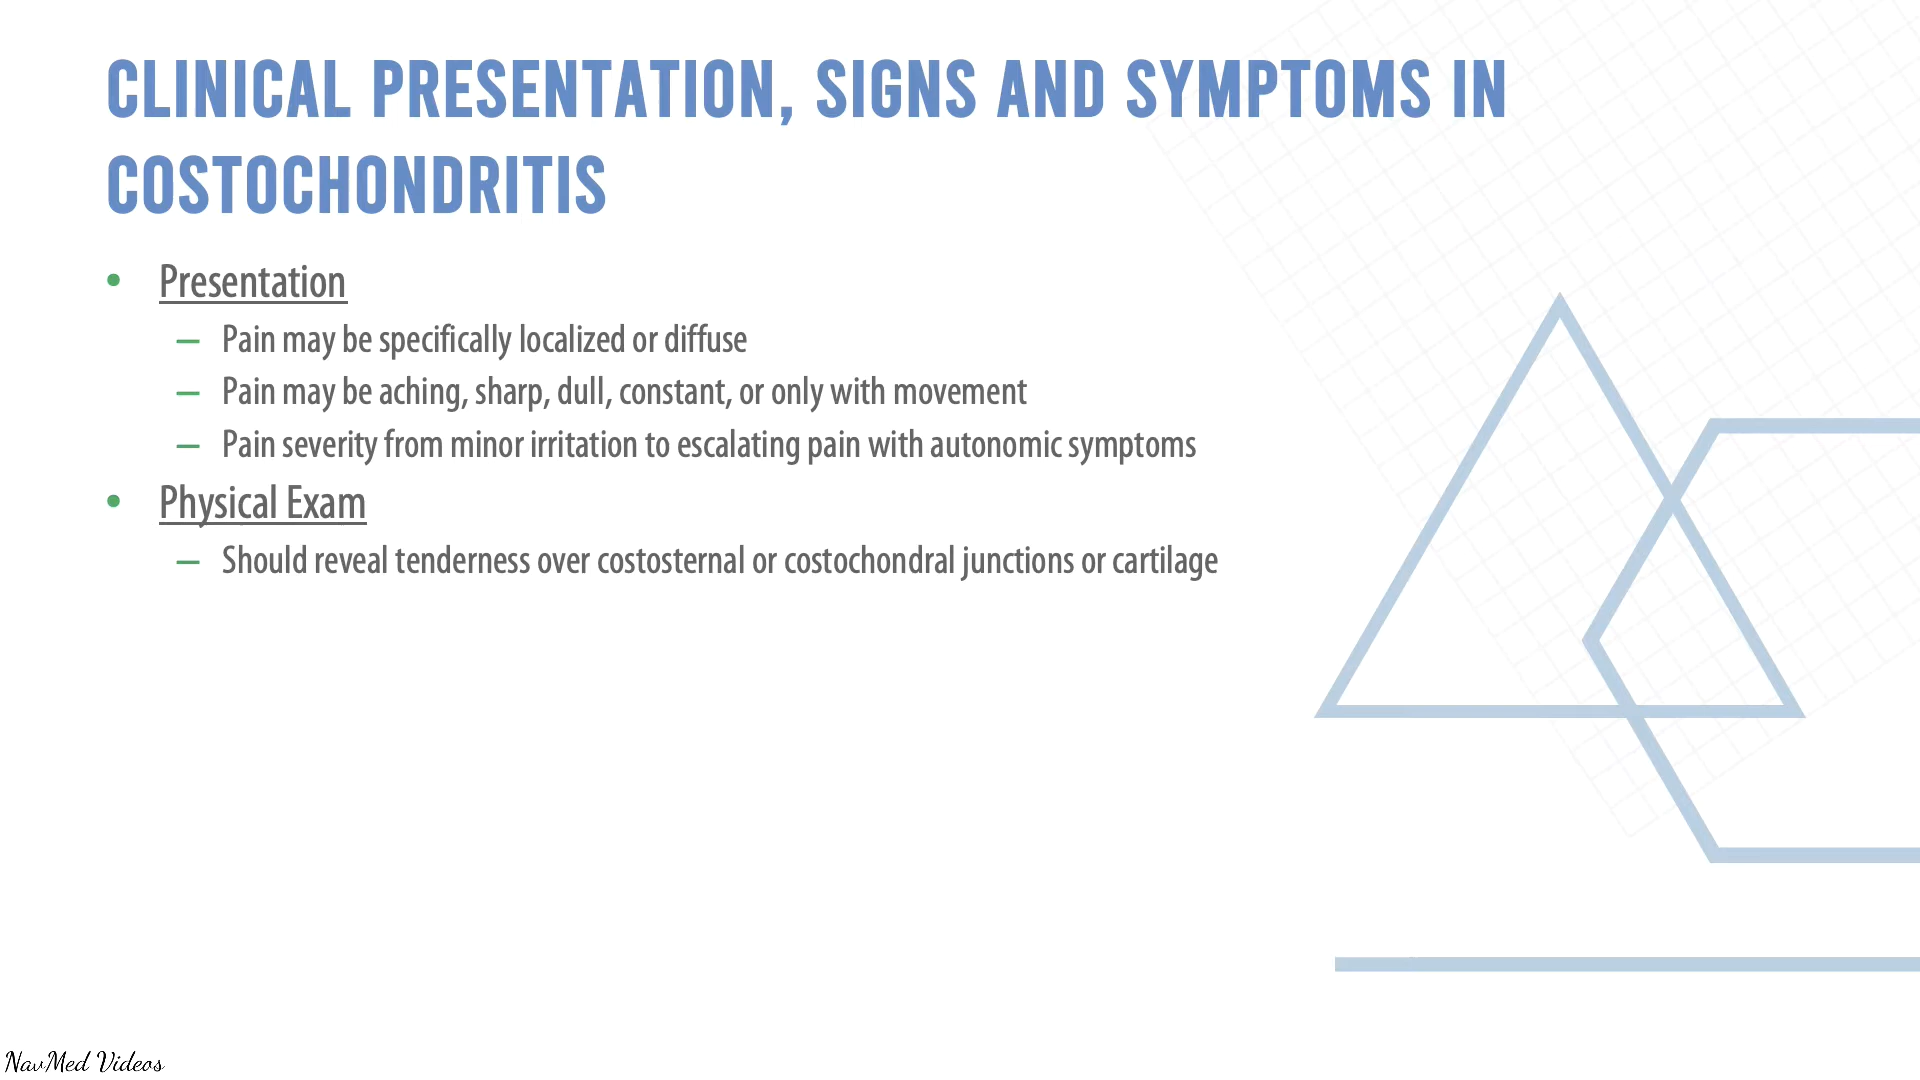 CLINICAL PRESENTATION, SIGNS AND SYMPTOMS IN
COSTOCHONDRITIS
• Presentation
– Pain may be specifically localized or diffuse
– Pain may be aching, sharp, dull, constant, or only with movement
– Pain severity from minor irritation to escalating pain with autonomic symptoms
• Physical Exam
– Should reveal tenderness over costosternal or costochondral junctions or cartilage
NavMed Videos